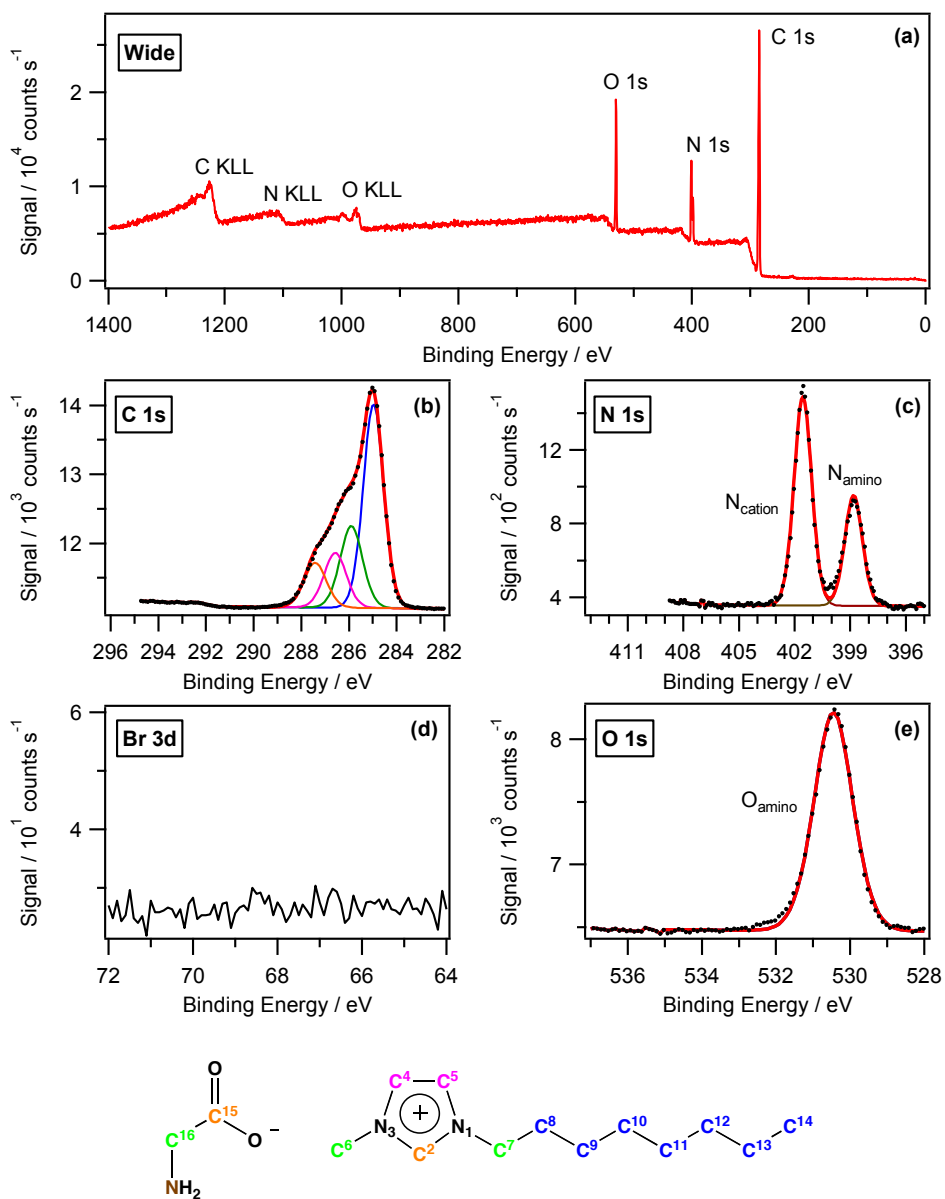 Wide
(a)
C 1s
O 1s
N 1s
C KLL
N KLL
O KLL
2
1
0
Signal / 10⁴ counts s⁻¹
1400 1200 1000 800 600 400 200 0
Binding Energy / eV
C 1s
(b)
14
13
12
Signal / 10³ counts s⁻¹
296 294 292 290 288 286 284 282
Binding Energy / eV
N 1s
(c)
N_cation
N_amino
12
8
4
Signal / 10² counts s⁻¹
411 408 405 402 399 396
Binding Energy / eV
Br 3d
(d)
6
4
Signal / 10¹ counts s⁻¹
72 70 68 66 64
Binding Energy / eV
O 1s
(e)
O_amino
8
7
Signal / 10³ counts s⁻¹
536 534 532 530 528
Binding Energy / eV
O
C¹⁵
C¹⁶
O⁻
NH₂
C⁴ C⁵
+
C⁶ N₃ C² N₁ C⁷ C⁸ C⁹ C¹⁰ C¹¹ C¹² C¹³ C¹⁴